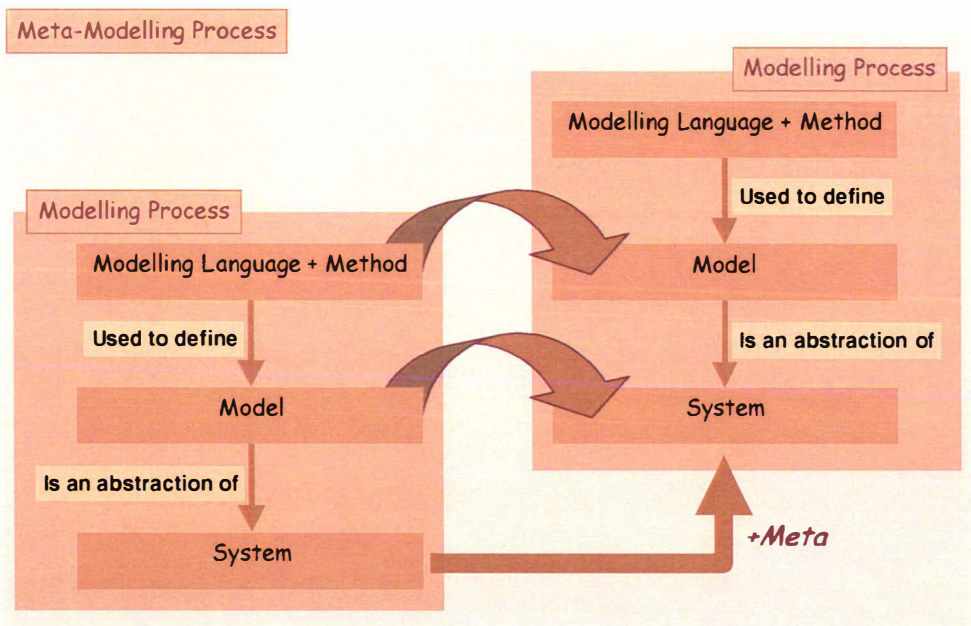 Meta-Modelling Process
Modelling Process
Modelling Language + Method
Used to define
Model
Is an abstraction of
System
Modelling Process
Modelling Language + Method
Used to define
Model
Is an abstraction of
System
+Meta